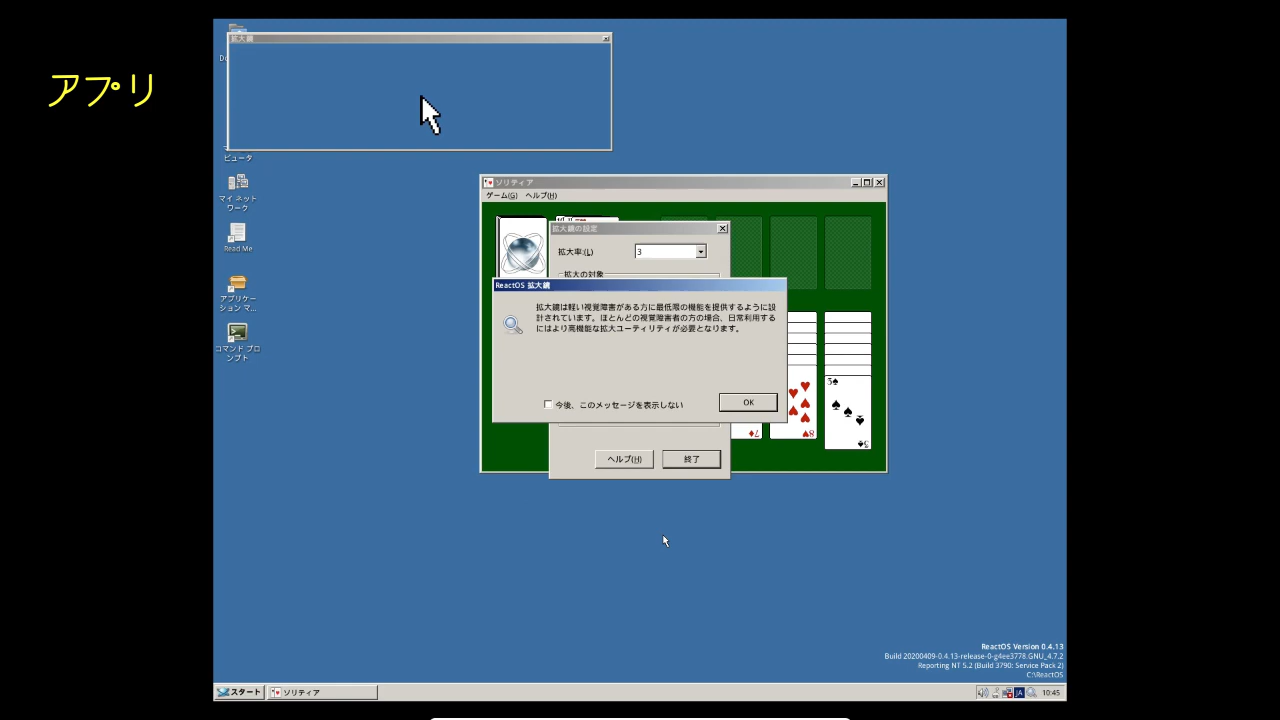 アプリ
拡大鏡
ビュータ
マイ ネット
ワーク
Read Me
アプリケー
ション マ...
コマンド プロ
ンプト
ソリティア
ゲーム(G) ヘルプ(H)
拡大鏡の設定
拡大率:(L)
3
拡大の対象
ReactOS 拡大鏡
拡大鏡は軽い視覚障害がある方に最低限の機能を提供するように設
計されています。ほとんどの視覚障害者の方の場合、日常利用する
にはより高機能な拡大ユーティリティが必要となります。
今後、このメッセージを表示しない
OK
ヘルプ(H)
終了
7
8
3
3
ReactOS Version 0.4.13
Build 20200409-0.4.13-release-0-g4ee3778.GNU_4.7.2
Reporting NT 5.2 (Build 3790: Service Pack 2)
C:\ReactOS
スタート
ソリティア
JA
10:45